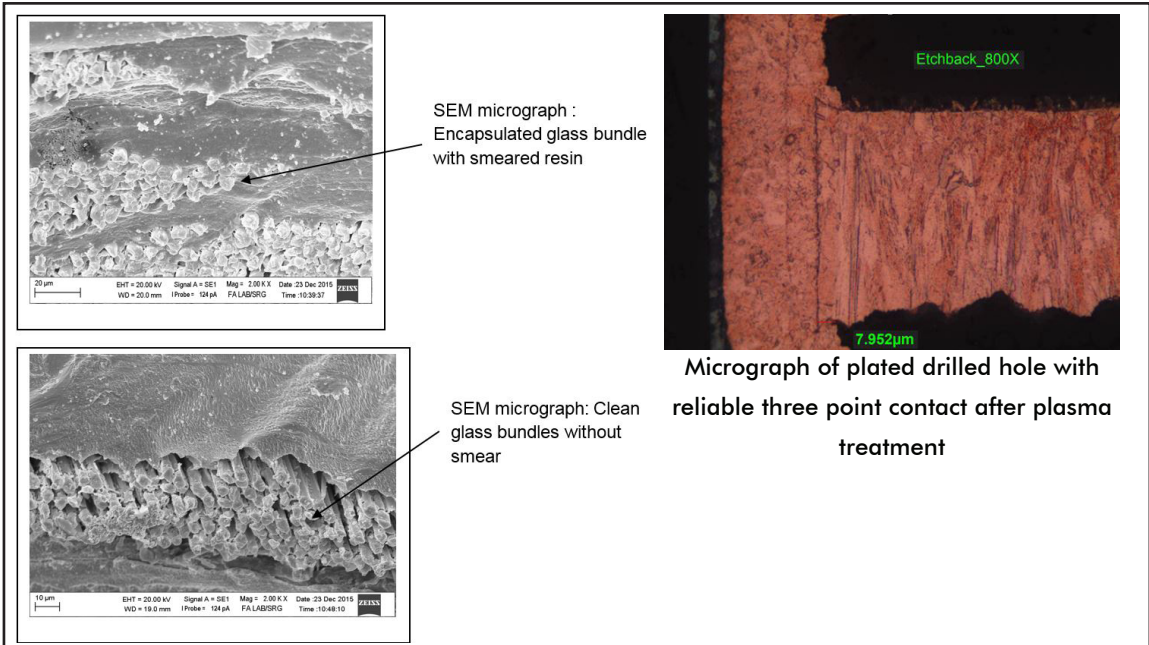 SEM micrograph :
Encapsulated glass bundle
with smeared resin
20 µm
EHT = 20.00 kV Signal A = SE1 Mag = 2.00 K X Date :23 Dec 2015
WD = 20.0 mm I Probe = 124 pA FA LAB/SRG Time :10:39:37
ZEISS
SEM micrograph: Clean
glass bundles without
smear
10 µm
EHT = 20.00 kV Signal A = SE1 Mag = 2.00 K X Date :23 Dec 2015
WD = 19.0 mm I Probe = 124 pA FA LAB/SRG Time :10:48:10
ZEISS
Etchback_800X
7.952µm
Micrograph of plated drilled hole with
reliable three point contact after plasma
treatment